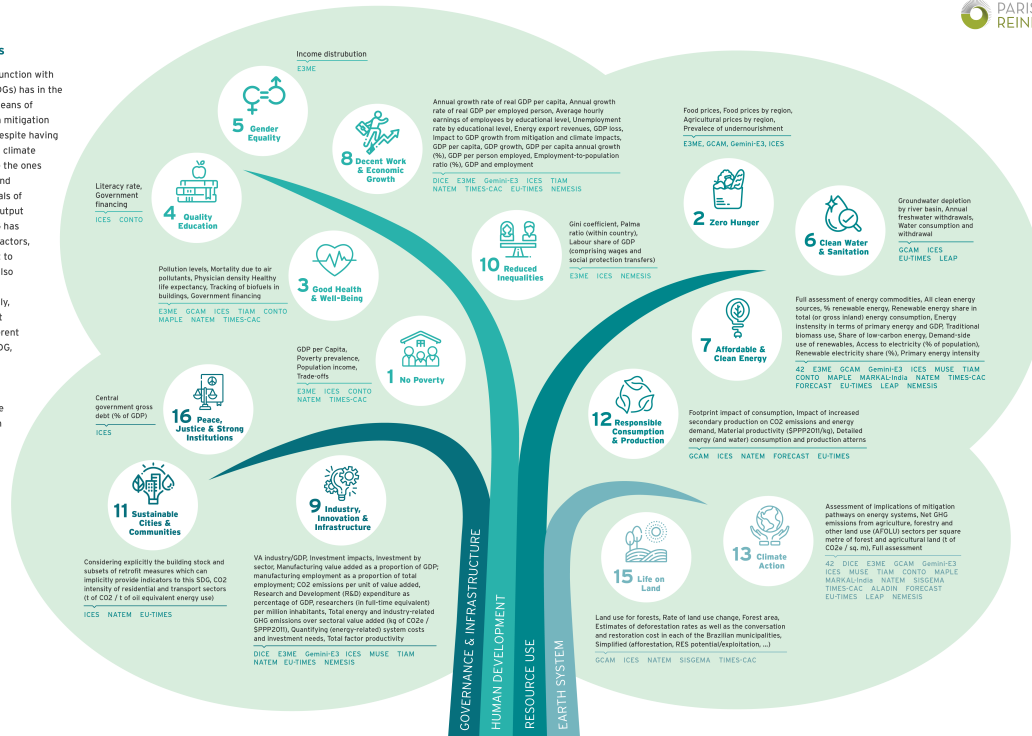 PARIS
REIN
s
unction with
OGs) has in the
eans of
n mitigation
espite having
climate
the ones
nd
als of
utput
has
actors,
to
lso
ly,
t
rent
DG,
e
n
Income distrubution
E3ME
5 Gender
Equality
8 Decent Work
& Economic
Growth
Annual growth rate of real GDP per capita, Annual growth
rate of real GDP per employed person, Average hourly
earnings of employees by educational level, Unemployment
rate by educational level, Energy export revenues, GDP loss,
Impact to GDP growth from mitigation and climate impacts,
GDP per capita, GDP growth, GDP per capita annual growth
(%), GDP per person employed, Employment-to-population
ratio (%), GDP and employment
DICE E3ME Gemini-E3 ICES TIAM
NATEM TIMES-CAC EU-TIMES NEMESIS
Food prices, Food prices by region,
Agricultural prices by region,
Prevalece of undernourishment
E3ME, GCAM, Gemini-E3, ICES
2 Zero Hunger
Literacy rate,
Government
financing
ICES CONTO
4 Quality
Education
6 Clean Water
& Sanitation
Groundwater depletion
by river basin, Annual
freshwater withdrawals,
Water consumption and
withdrawal
GCAM ICES
EU-TIMES LEAP
10 Reduced
Inequalities
Gini coefficient, Palma
ratio (within country),
Labour share of GDP
(comprising wages and
social protection transfers)
E3ME ICES NEMESIS
Pollution levels, Mortality due to air
pollutants, Physician density Healthy
life expectancy, Tracking of biofuels in
buildings, Government financing
E3ME GCAM ICES TIAM CONTO
MAPLE NATEM TIMES-CAC
3 Good Health
& Well-Being
7 Affordable &
Clean Energy
Full assessment of energy commodities, All clean energy
sources, % renewable energy, Renewable energy share in
total (or gross inland) energy consumption, Energy
instensity in terms of primary energy and GDP, Traditional
biomass use, Share of low-carbon energy, Demand-side
use of renewables, Access to electricity (% of population),
Renewable electricity share (%), Primary energy intensity
42 E3ME GCAM Gemini-E3 ICES MUSE TIAM
CONTO MAPLE MARKAL-India NATEM TIMES-CAC
FORECAST EU-TIMES LEAP NEMESIS
GDP per Capita,
Poverty prevalence,
Population income,
Trade-offs
E3ME ICES CONTO
NATEM TIMES-CAC
1 No Poverty
Central
government gross
debt (% of GDP)
ICES
16 Peace,
Justice & Strong
Institutions
12 Responsible
Consumption
& Production
Footprint impact of consumption, Impact of increased
secondary production on CO2 emissions and energy
demand, Material productivity ($PPP2011/kg), Detailed
energy (and water) consumption and production atterns
GCAM ICES NATEM FORECAST EU-TIMES
11 Sustainable
Cities &
Communities
Considering explicitly the building stock and
subsets of retrofit measures which can
implicitly provide indicators to this SDG, CO2
intensity of residential and transport sectors
(t of CO2 / t of oil equivalent energy use)
ICES NATEM EU-TIMES
9 Industry,
Innovation &
Infrastructure
VA industry/GDP, Investment impacts, Investment by
sector, Manufacturing value added as a proportion of GDP;
manufacturing employment as a proportion of total
employment; CO2 emissions per unit of value added,
Research and Development (R&D) expenditure as
percentage of GDP, researchers (in full-time equivalent)
per million inhabitants, Total energy and industry-related
GHG emissions over sectoral value added (kg of CO2e /
$PPP2011), Quantifying (energy-related) system costs
and investment needs, Total factor productivity
DICE E3ME Gemini-E3 ICES MUSE TIAM
NATEM EU-TIMES NEMESIS
13 Climate
Action
Assessment of implications of mitigation
pathways on energy systems, Net GHG
emissions from agriculture, forestry and
other land use (AFOLU) sectors per square
metre of forest and agricultural land (t of
CO2e / sq. m), Full assessment
42 DICE E3ME GCAM Gemini-E3
ICES MUSE TIAM CONTO MAPLE
MARKAL-India NATEM SISGEMA
TIMES-CAC ALADIN FORECAST
EU-TIMES LEAP NEMESIS
15 Life on
Land
Land use for forests, Rate of land use change, Forest area,
Estimates of deforestation rates as well as the conversation
and restoration cost in each of the Brazilian municipalities,
Simplified (afforestation, RES potential/exploitation, ...)
GCAM ICES NATEM SISGEMA TIMES-CAC
GOVERNANCE & INFRASTRUCTURE
HUMAN DEVELOPMENT
RESOURCE USE
EARTH SYSTEM